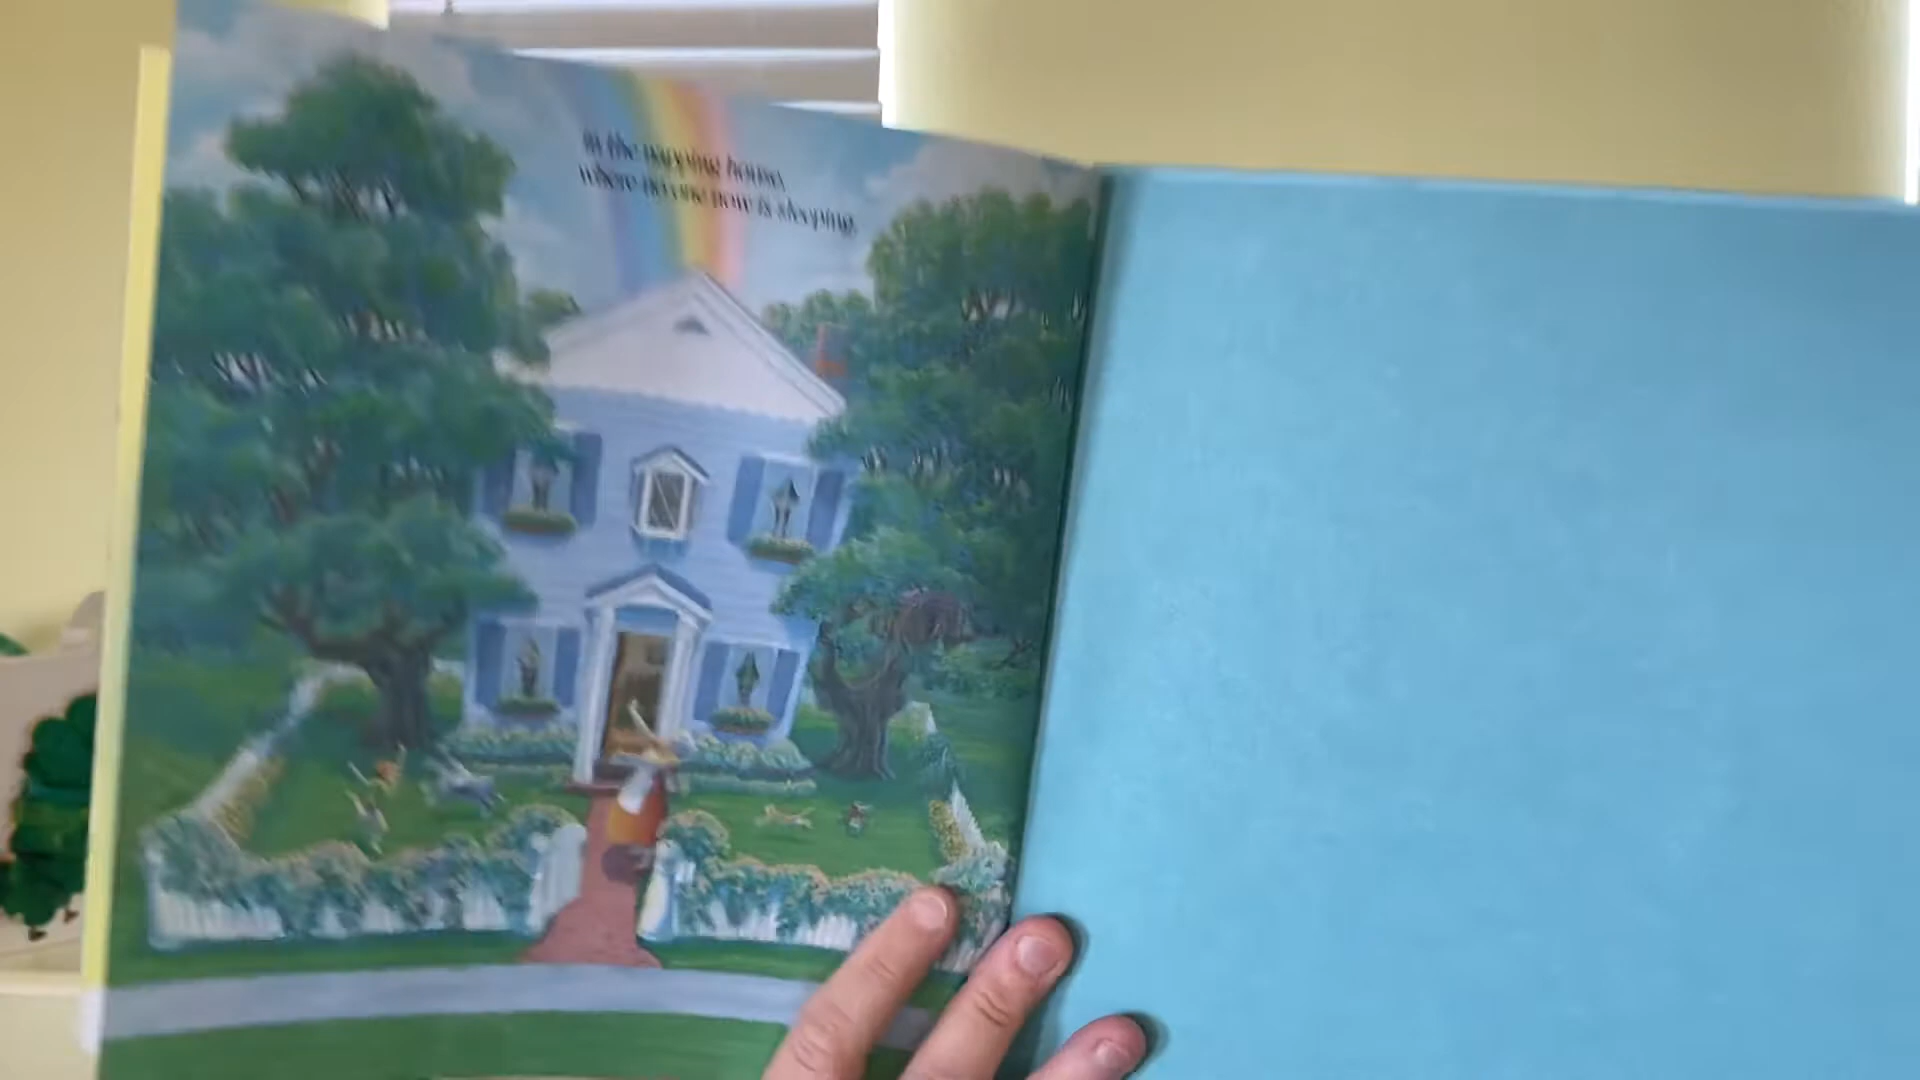 in the napping house,
where no one now is sleeping.